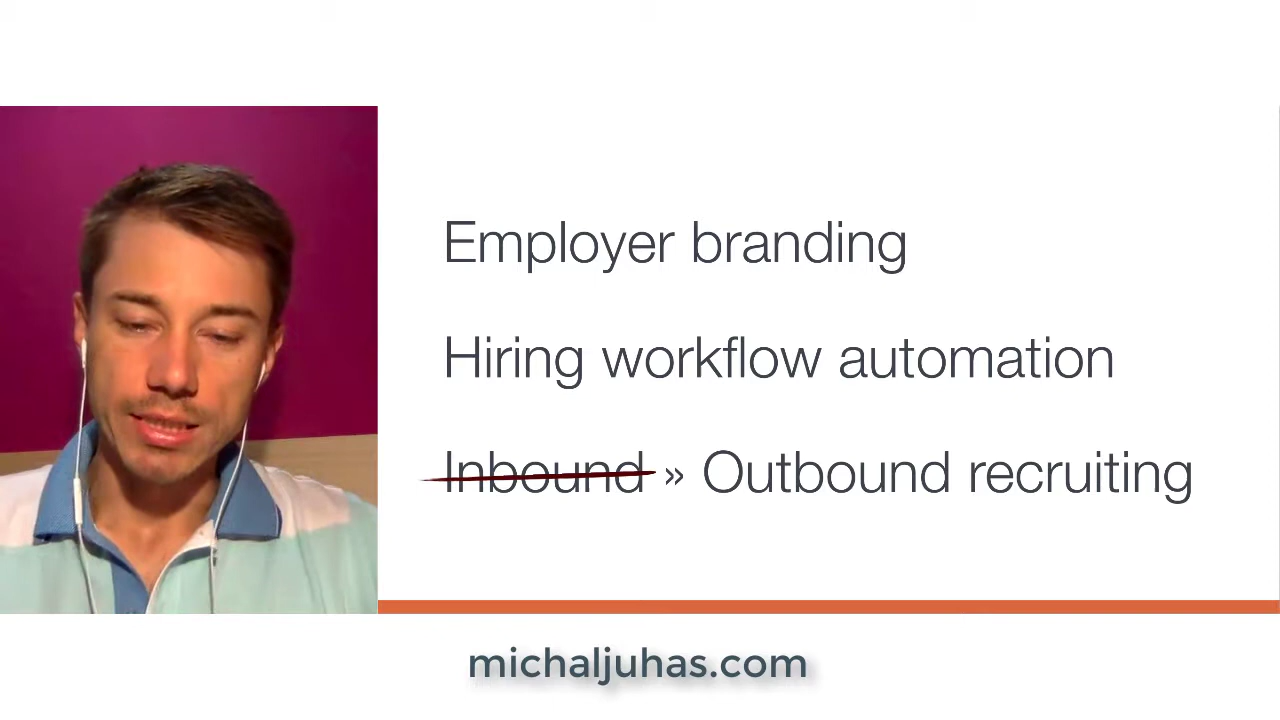 Employer branding
Hiring workflow automation
Inbound » Outbound recruiting
michaljuhas.com